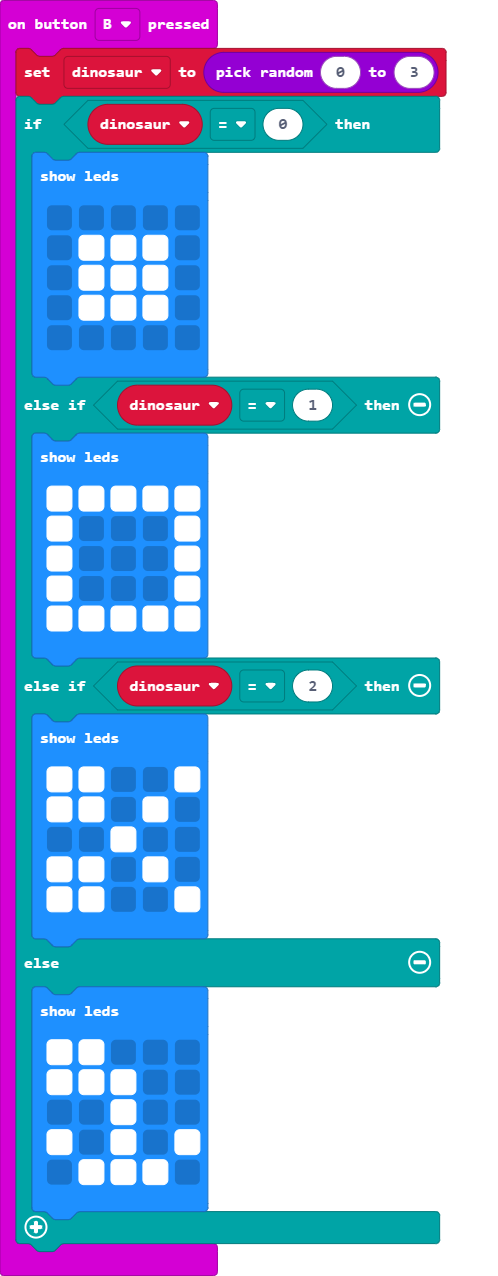 on button B pressed
set dinosaur to pick random 0 to 3
if dinosaur = 0 then
show leds
else if dinosaur = 1 then
show leds
else if dinosaur = 2 then
show leds
else
show leds